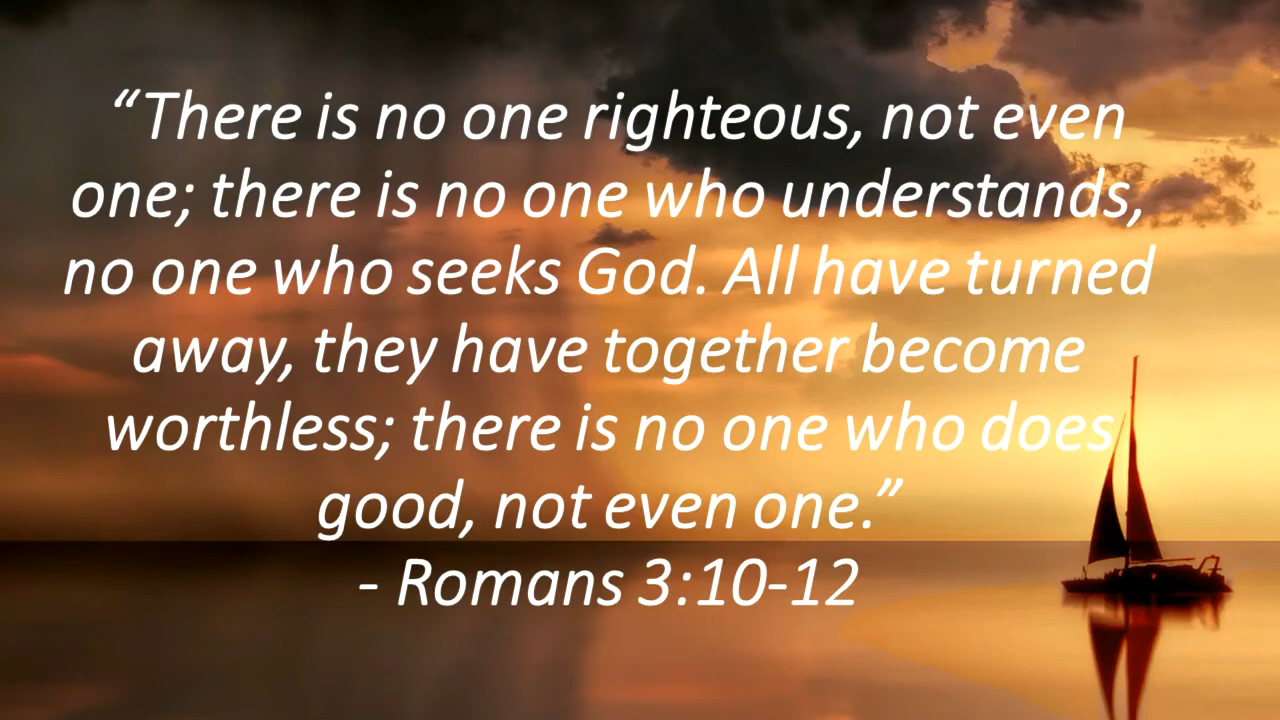 “There is no one righteous, not even
one; there is no one who understands,
no one who seeks God. All have turned
away, they have together become
worthless; there is no one who does
good, not even one.”
- Romans 3:10-12